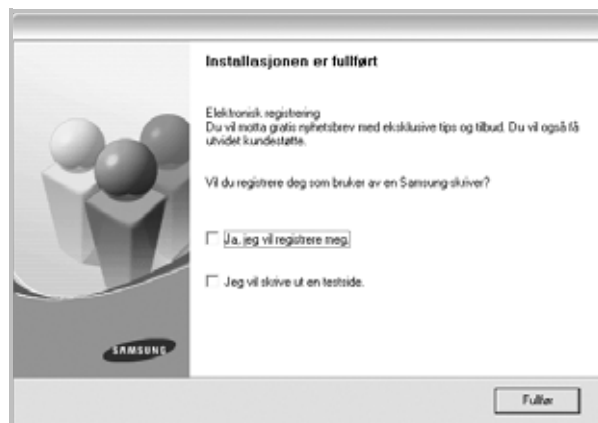 Installasjonen er fullført
Elektronisk registrering
Du vil motta gratis nyhetsbrev med eksklusive tips og tilbud. Du vil også få
utvidet kundestøtte.
Vil du registrere deg som bruker av en Samsung-skriver?
Ja, jeg vil registrere meg.
Jeg vil skrive ut en testside.
SAMSUNG
Fullfør